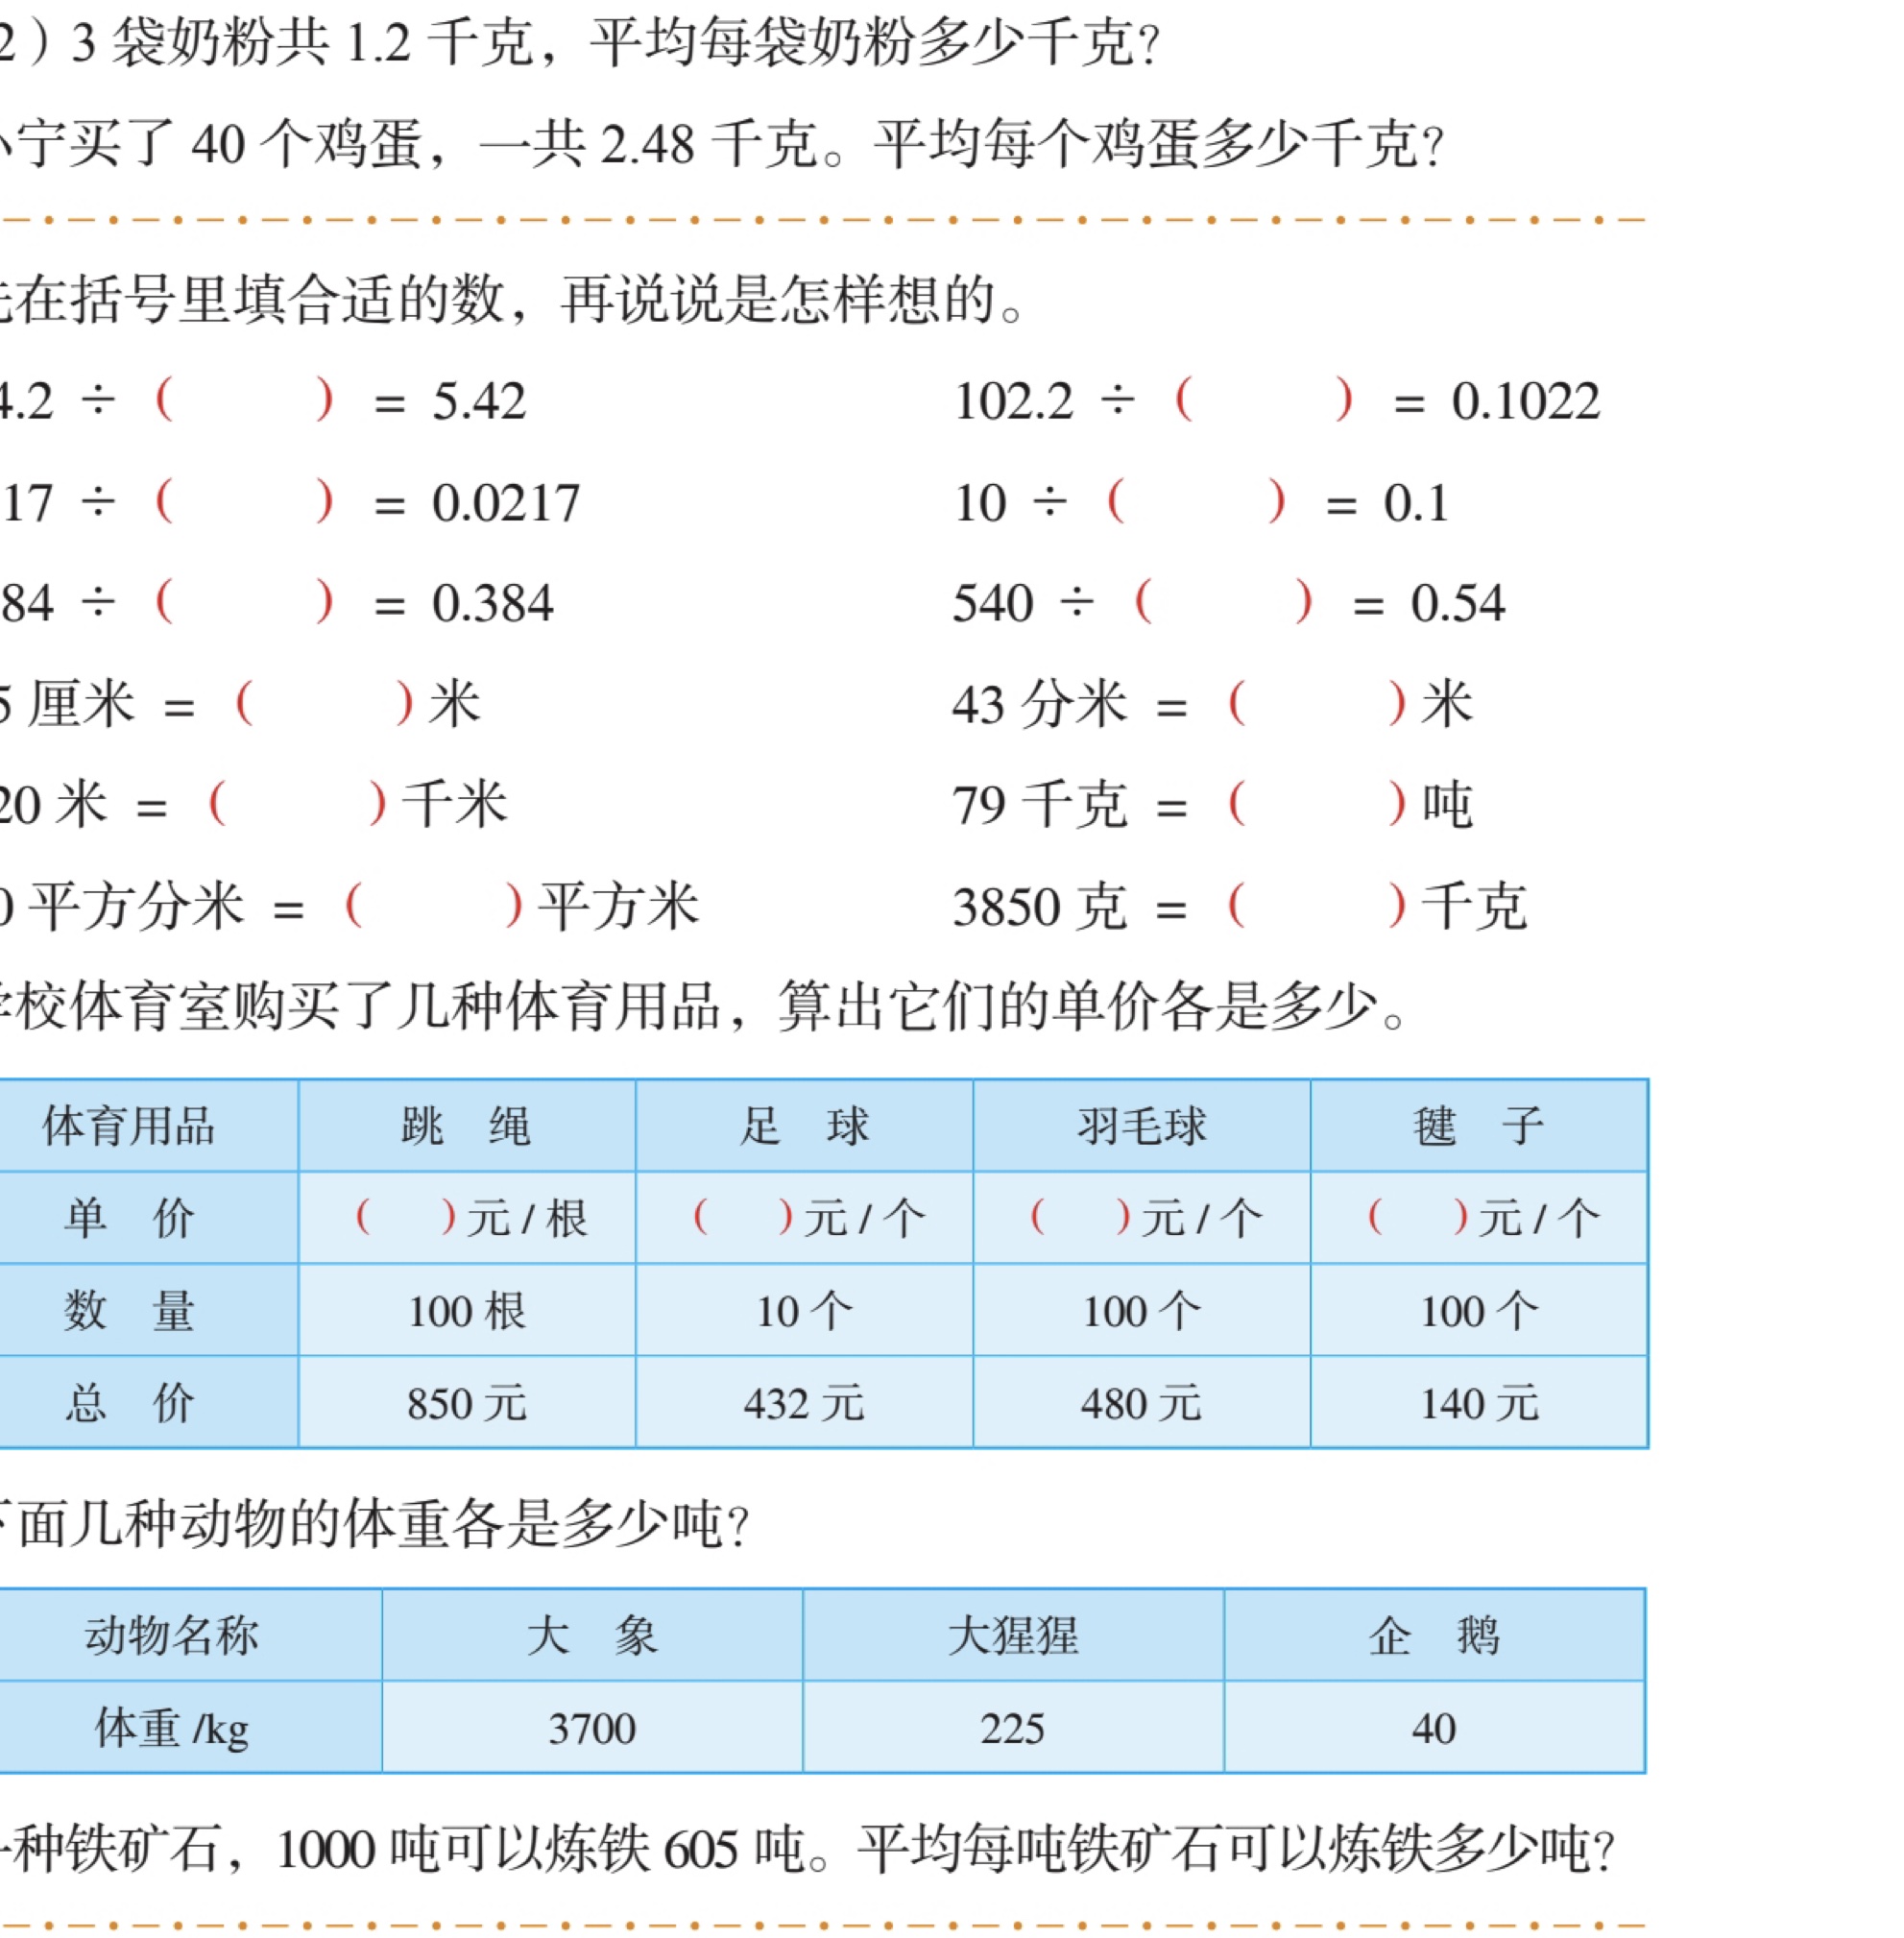 2）3 袋奶粉共 1.2 千克，平均每袋奶粉多少千克？
宁买了 40 个鸡蛋，一共 2.48 千克。平均每个鸡蛋多少千克？
在括号里填合适的数，再说说是怎样想的。
4.2 ÷（　　）= 5.42　　102.2 ÷（　　）= 0.1022
17 ÷（　　）= 0.0217　　10 ÷（　　）= 0.1
84 ÷（　　）= 0.384　　540 ÷（　　）= 0.54
5 厘米 =（　　）米　　43 分米 =（　　）米
20 米 =（　　）千米　　79 千克 =（　　）吨
0 平方分米 =（　　）平方米　　3850 克 =（　　）千克
校体育室购买了几种体育用品，算出它们的单价各是多少。
体育用品　跳　绳　足　球　羽毛球　毽　子
单　价　（　）元 / 根　（　）元 / 个　（　）元 / 个　（　）元 / 个
数　量　100 根　10 个　100 个　100 个
总　价　850 元　432 元　480 元　140 元
下面几种动物的体重各是多少吨？
动物名称　大　象　大猩猩　企　鹅
体重 /kg　3700　225　40
种铁矿石，1000 吨可以炼铁 605 吨。平均每吨铁矿石可以炼铁多少吨？